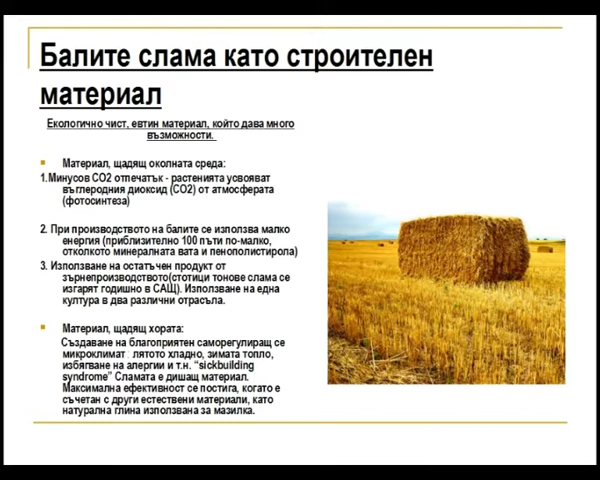 Балите слама като строителен
материал
Екологично чист, евтин материал, който дава много
възможности.
Материал, щадящ околната среда:
1.Минусов СО2 отпечатък - растенията усвояват
въглеродния диоксид (СО2) от атмосферата
(фотосинтеза)
2. При производството на балите се използва малко
енергия (приблизително 100 пъти по-малко,
отколкото минералната вата и пенополистирола)
3. Използване на остатъчен продукт от
зърнепроизводството(стотици тонове слама се
изгарят годишно в САЩ). Използване на една
култура в два различни отрасъла.
Материал, щадящ хората:
Създаване на благоприятен саморегулиращ се
микроклимат: лятото хладно, зимата топло,
избягване на алергии и т.н. “sickbuilding
syndrome” Сламата е дишащ материал.
Максимална ефективност се постига, когато е
съчетан с други естествени материали, като
натурална глина използвана за мазилка.